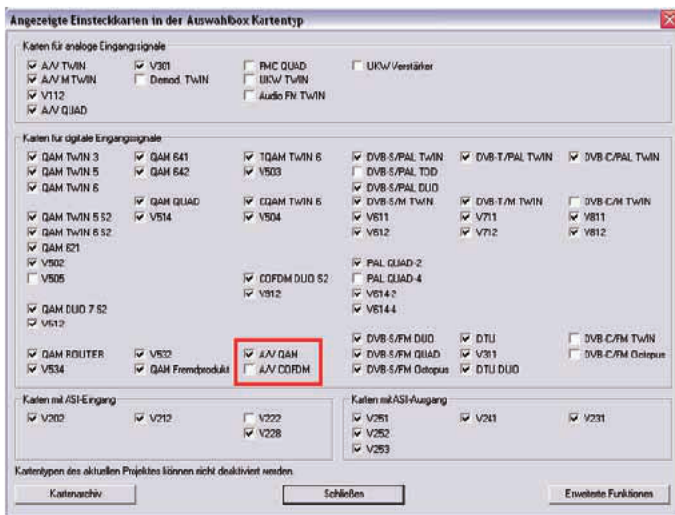 Angezeigte Einsteckkarten in der Auswahlbox Kartentyp
Karten für analoge Eingangssignale
A/V TWIN V301 FMC QUAD UKW Verstärker
A/V M TWIN Demod. TWIN UKW TWIN
V112 Audio FM TWIN
A/V QUAD
Karten für digitale Eingangssignale
QAM TWIN 3 QAM 641 TQAM TWIN 6 DVB-S/PAL TWIN DVB-T/PAL TWIN DVB-C/PAL TWIN
QAM TWIN 5 QAM 642 V503 DVB-S/PAL TOD
QAM TWIN 6 DVB-S/PAL DUO
QAM QUAD CQAM TWIN 6 DVB-S/M TWIN DVB-T/M TWIN DVB-C/M TWIN
QAM TWIN 5 S2 V514 V504 V611 V711 V811
QAM TWIN 6 S2 V612 V712 V812
QAM 621
V502 PAL QUAD-2
V505 COFDM DUO S2 PAL QUAD-4
V912 V614-2
QAM DUO 7 S2 V614-4
V512
DVB-S/FM DUO DTU DVB-C/FM TWIN
QAM ROUTER V532 A/V QAM DVB-S/FM QUAD V311 DVB-C/FM Octopus
V534 QAM Fremdprodukt A/V COFDM DVB-S/FM Octopus DTU DUO
Karten mit ASI-Eingang
V202 V212 V222
V228
Karten mit ASI-Ausgang
V251 V241 V231
V252
V253
Kartentypen des aktuellen Projektes können nicht deaktiviert werden.
Kartenarchiv Schließen Erweiterte Funktionen